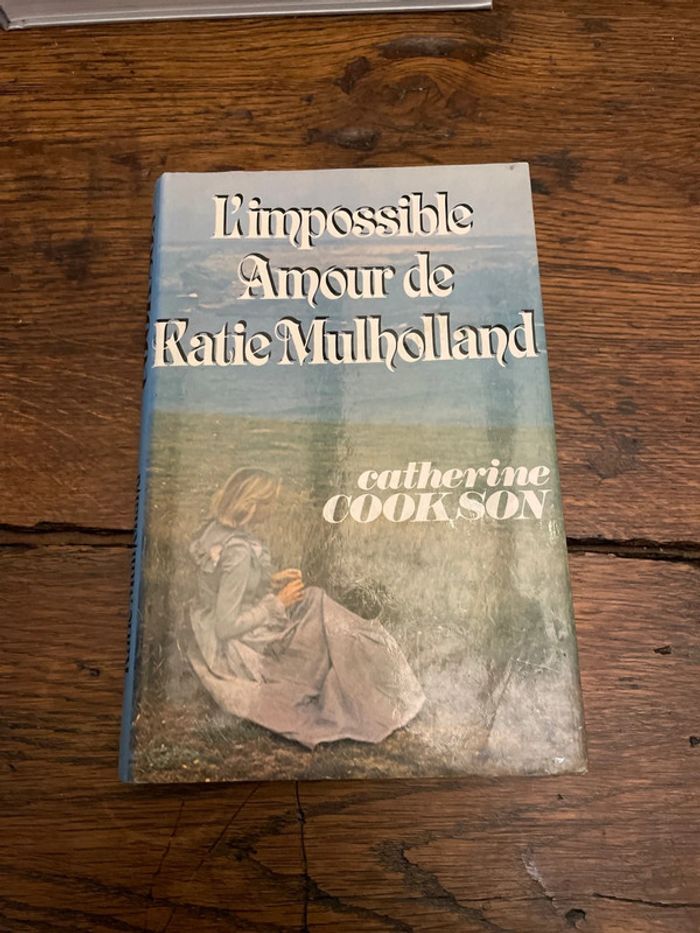 L'impossible
Amour de
Katie Mulholland
catherine
COOKSON